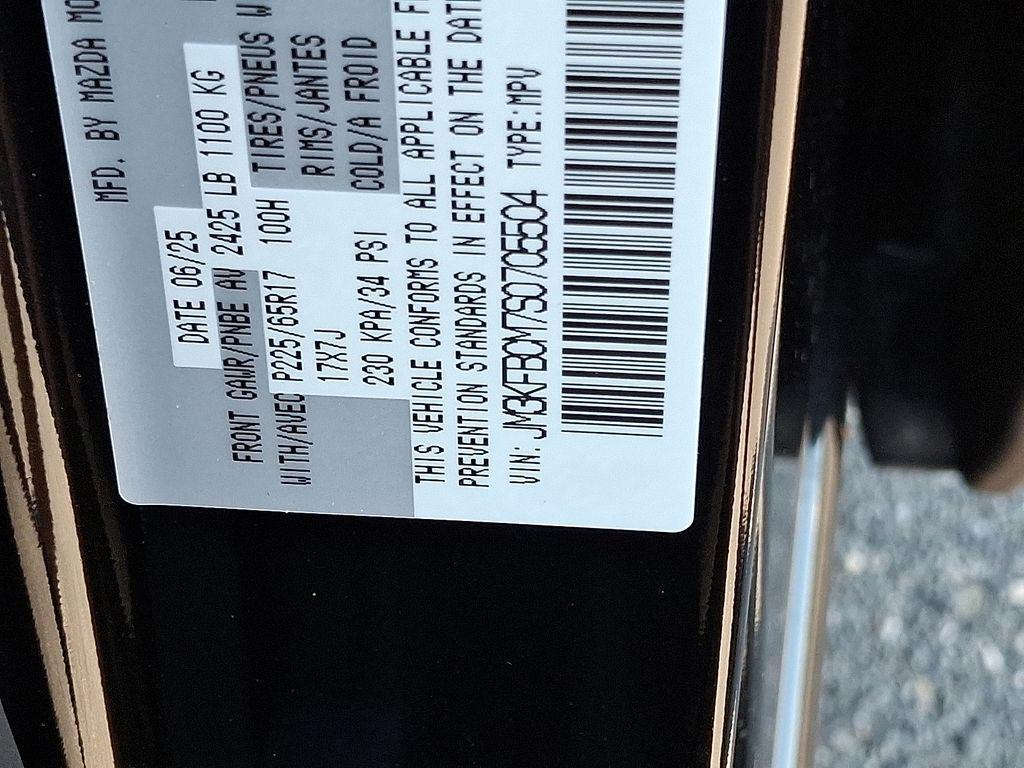 MFD. BY MAZDA MO
DATE 06/25
FRONT GAWR/PNBE AV 2425 LB 1100 KG
WITH/AVEC P225/65R17 100H TIRES/PNEUS W
17X7J RIMS/JANTES
230 KPA/34 PSI COLD/A FROID
THIS VEHICLE CONFORMS TO ALL APPLICABLE F
PREVENTION STANDARDS IN EFFECT ON THE DAT
VIN: JM3KFBCM7S0705504 TYPE:MPV